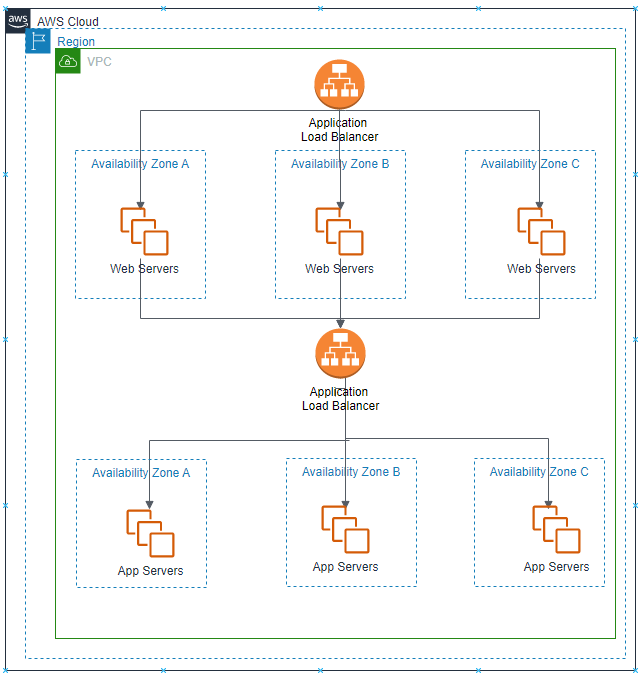 aws
AWS Cloud
Region
VPC
Application
Load Balancer
Availability Zone A
Availability Zone B
Availability Zone C
Web Servers
Web Servers
Web Servers
Application
Load Balancer
Availability Zone A
Availability Zone B
Availability Zone C
App Servers
App Servers
App Servers